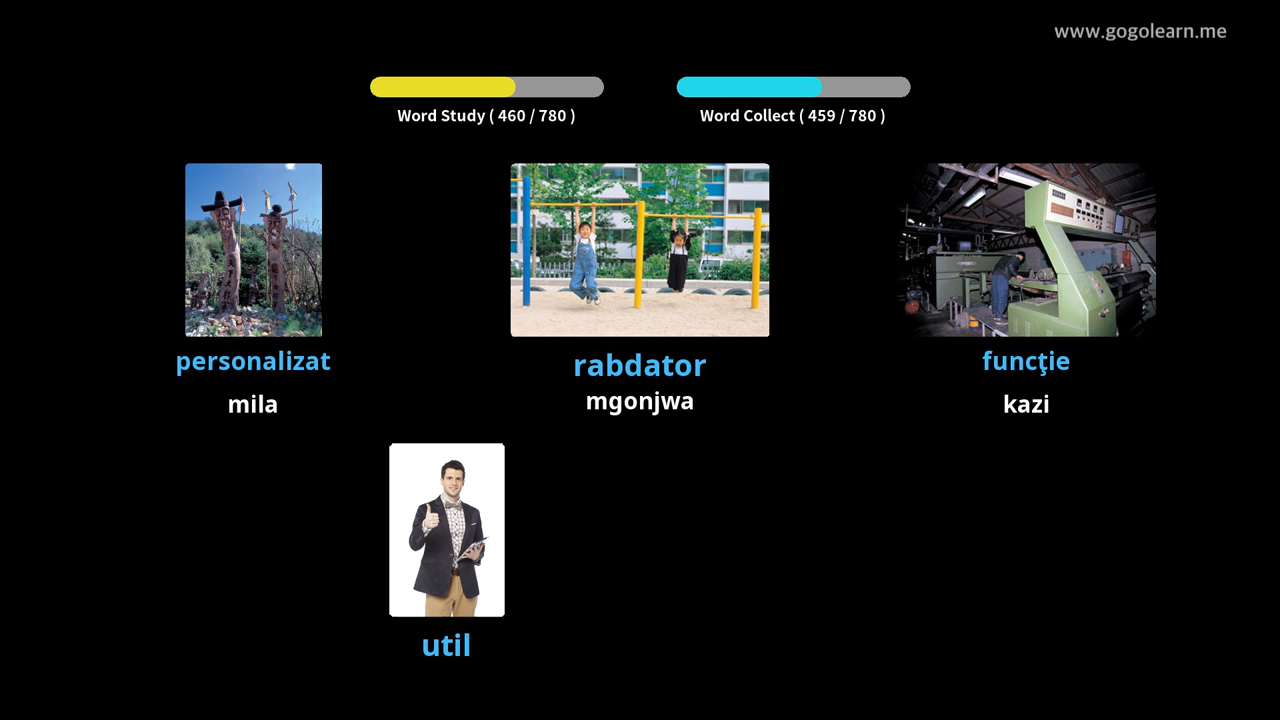 www.gogolearn.me
Word Study ( 460 / 780 )
Word Collect ( 459 / 780 )
personalizat
mila
rabdator
mgonjwa
funcţie
kazi
util